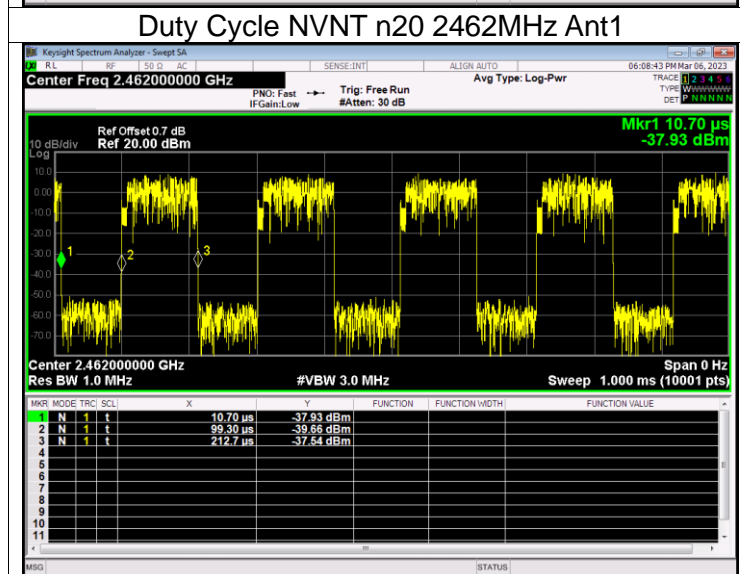 Duty Cycle NVNT n20 2462MHz Ant1
Keysight Spectrum Analyzer - Swept SA
RL RF 50 Ω AC SENSE:INT ALIGN AUTO 06:08:43 PM Mar 06, 2023
Center Freq 2.462000000 GHz Avg Type: Log-Pwr TRACE 1 2 3 4 5 6
PNO: Fast Trig: Free Run TYPE W
IFGain:Low #Atten: 30 dB DET P N N N N N
Ref Offset 0.7 dB Mkr1 10.70 µs
10 dB/div Ref 20.00 dBm -37.93 dBm
Log
10.0
0.00
-10.0
-20.0
-30.0
-40.0
-50.0
-60.0
-70.0
1
2
3
Center 2.462000000 GHz Span 0 Hz
Res BW 1.0 MHz #VBW 3.0 MHz Sweep 1.000 ms (10001 pts)
MKR MODE TRC SCL X Y FUNCTION FUNCTION WIDTH FUNCTION VALUE
1 N 1 t 10.70 µs -37.93 dBm
2 N 1 t 99.30 µs -39.66 dBm
3 N 1 t 212.7 µs -37.54 dBm
4
5
6
7
8
9
10
11
MSG STATUS